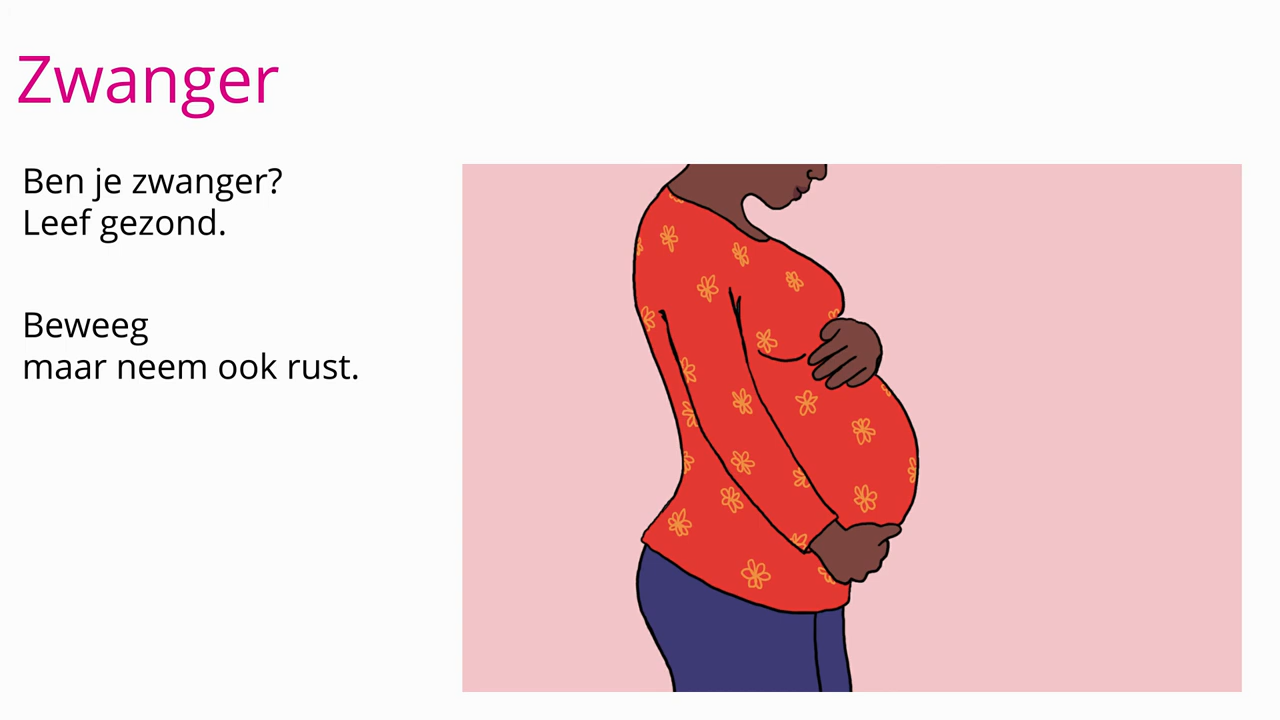 Zwanger
Ben je zwanger?
Leef gezond.
Beweeg
maar neem ook rust.